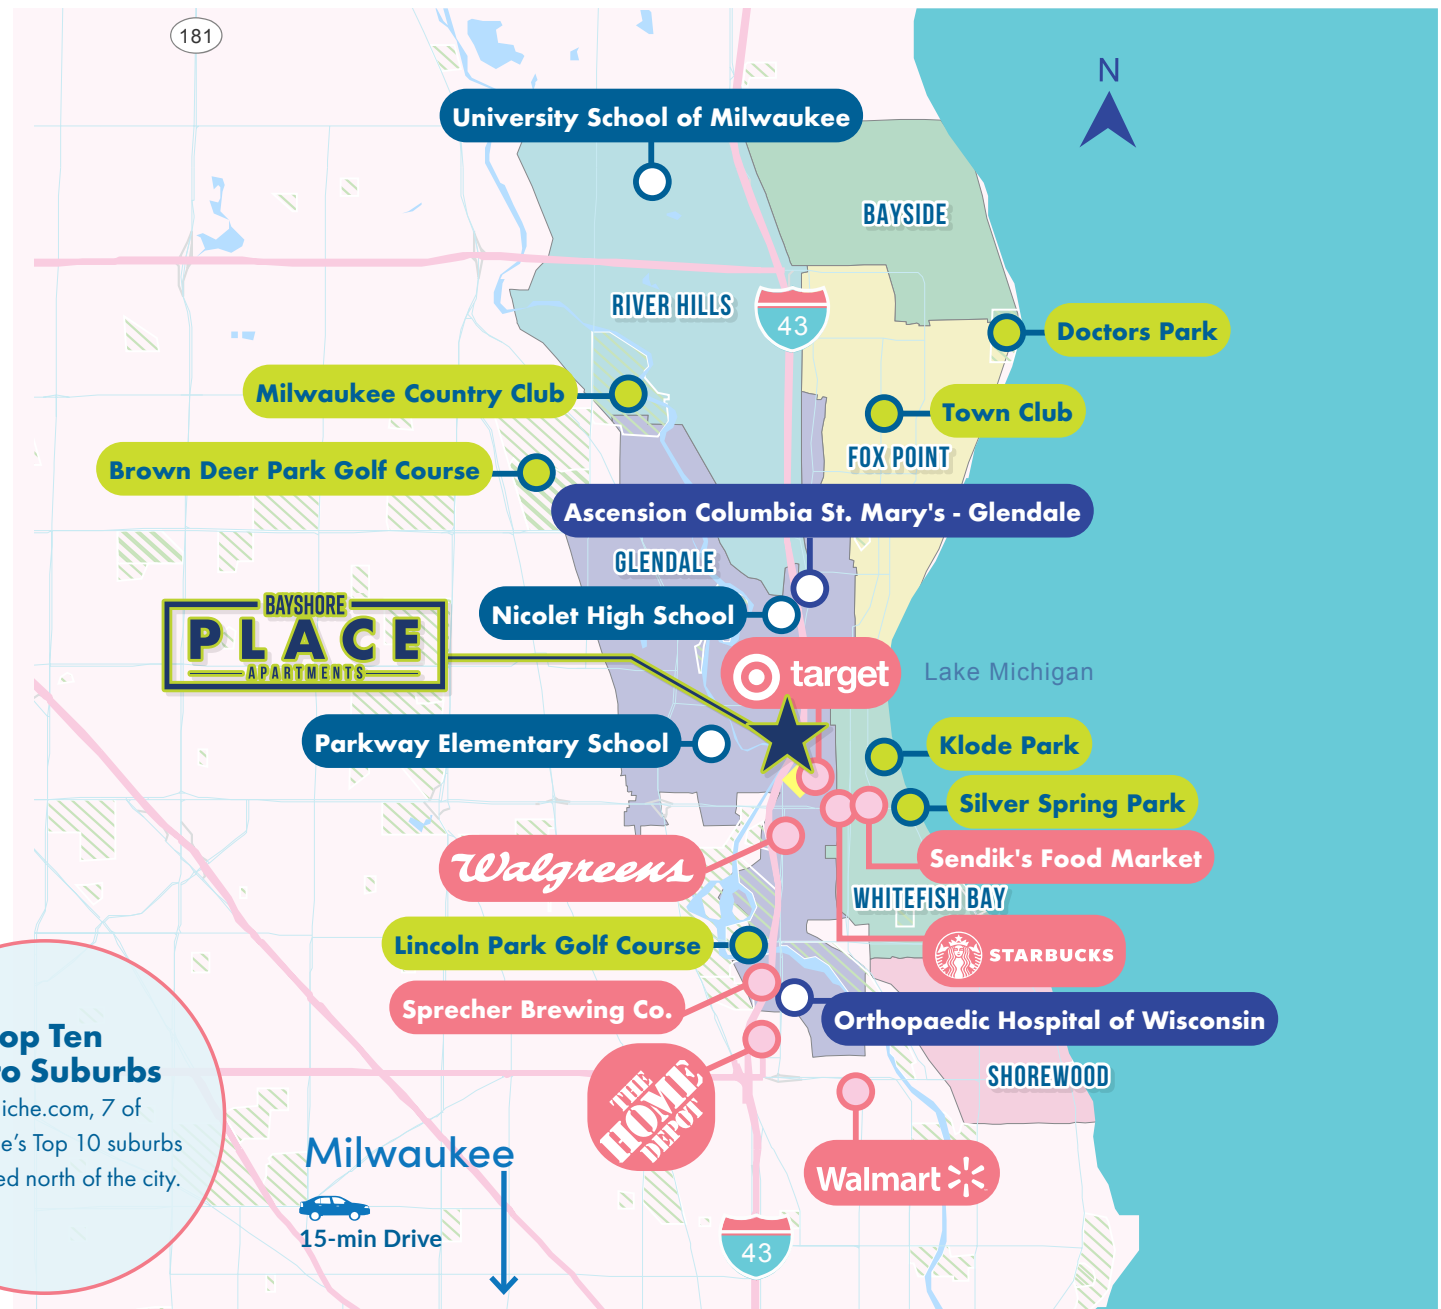 181
N
University School of Milwaukee
BAYSIDE
RIVER HILLS
43
Doctors Park
Milwaukee Country Club
Town Club
FOX POINT
Brown Deer Park Golf Course
Ascension Columbia St. Mary's - Glendale
GLENDALE
BAYSHORE
PLACE
APARTMENTS
Nicolet High School
target
Lake Michigan
Parkway Elementary School
Klode Park
Silver Spring Park
Walgreens
Sendik's Food Market
WHITEFISH BAY
Lincoln Park Golf Course
STARBUCKS
Sprecher Brewing Co.
Orthopaedic Hospital of Wisconsin
THE
HOME
DEPOT
SHOREWOOD
op Ten
o Suburbs
iche.com, 7 of
e's Top 10 suburbs
ed north of the city.
Milwaukee
15-min Drive
Walmart
43